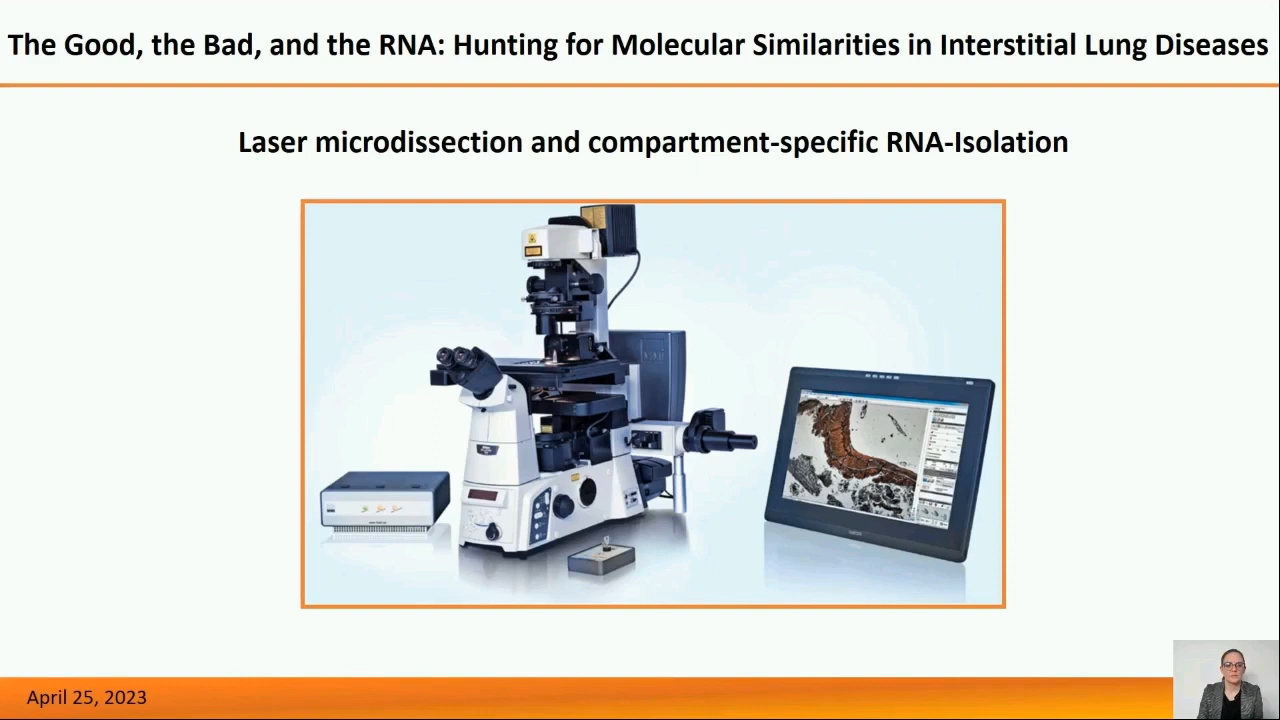 The Good, the Bad, and the RNA: Hunting for Molecular Similarities in Interstitial Lung Diseases
Laser microdissection and compartment-specific RNA-Isolation
April 25, 2023